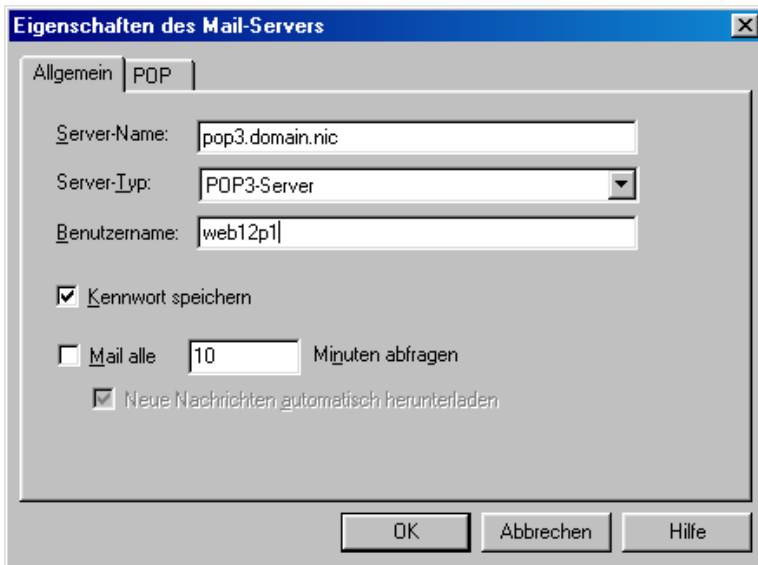 Eigenschaften des Mail-Servers
Allgemein POP
Server-Name: pop3.domain.nic
Server-Typ: POP3-Server
Benutzername: web12p1
Kennwort speichern
Mail alle 10 Minuten abfragen
Neue Nachrichten automatisch herunterladen
OK Abbrechen Hilfe